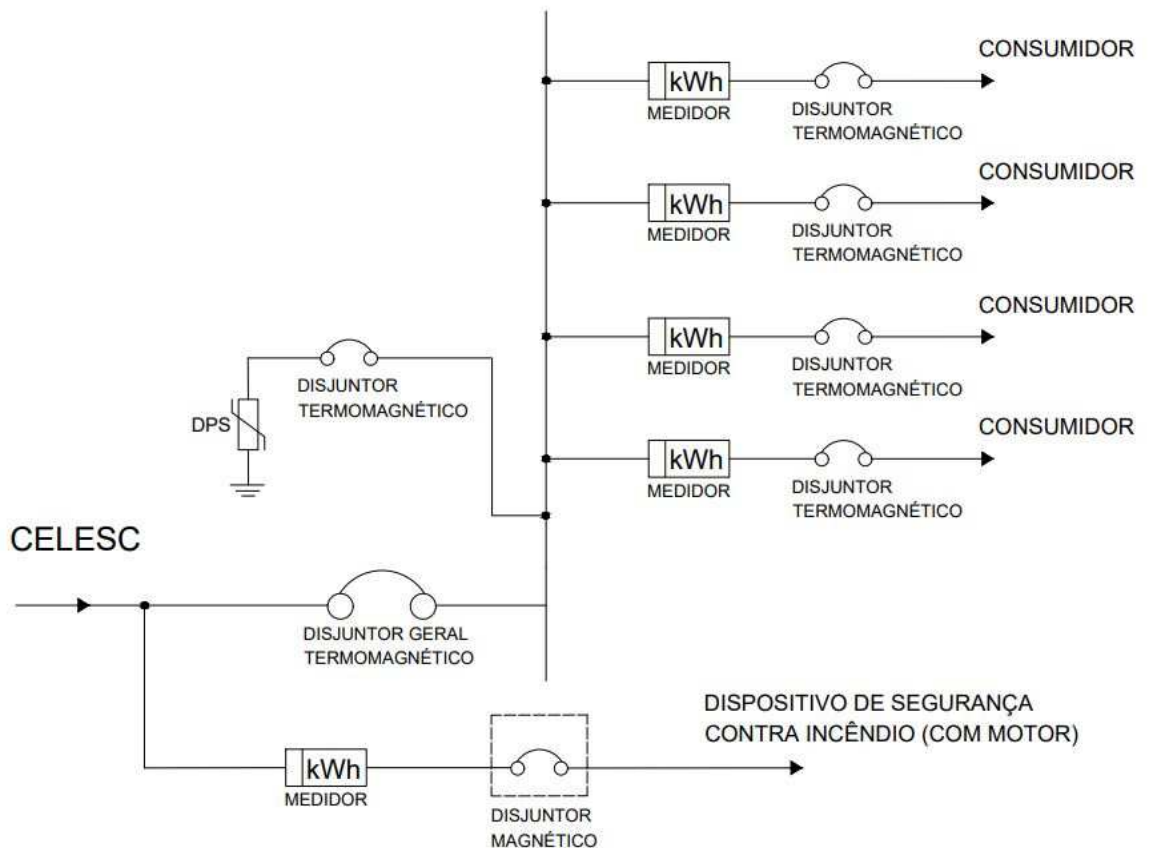 CONSUMIDOR
kWh
MEDIDOR
DISJUNTOR
TERMOMAGNÉTICO
CONSUMIDOR
kWh
MEDIDOR
DISJUNTOR
TERMOMAGNÉTICO
CONSUMIDOR
kWh
MEDIDOR
DISJUNTOR
TERMOMAGNÉTICO
DISJUNTOR
TERMOMAGNÉTICO
DPS
CONSUMIDOR
kWh
MEDIDOR
DISJUNTOR
TERMOMAGNÉTICO
CELESC
DISJUNTOR GERAL
TERMOMAGNÉTICO
DISPOSITIVO DE SEGURANÇA
CONTRA INCÊNDIO (COM MOTOR)
kWh
MEDIDOR
DISJUNTOR
MAGNÉTICO